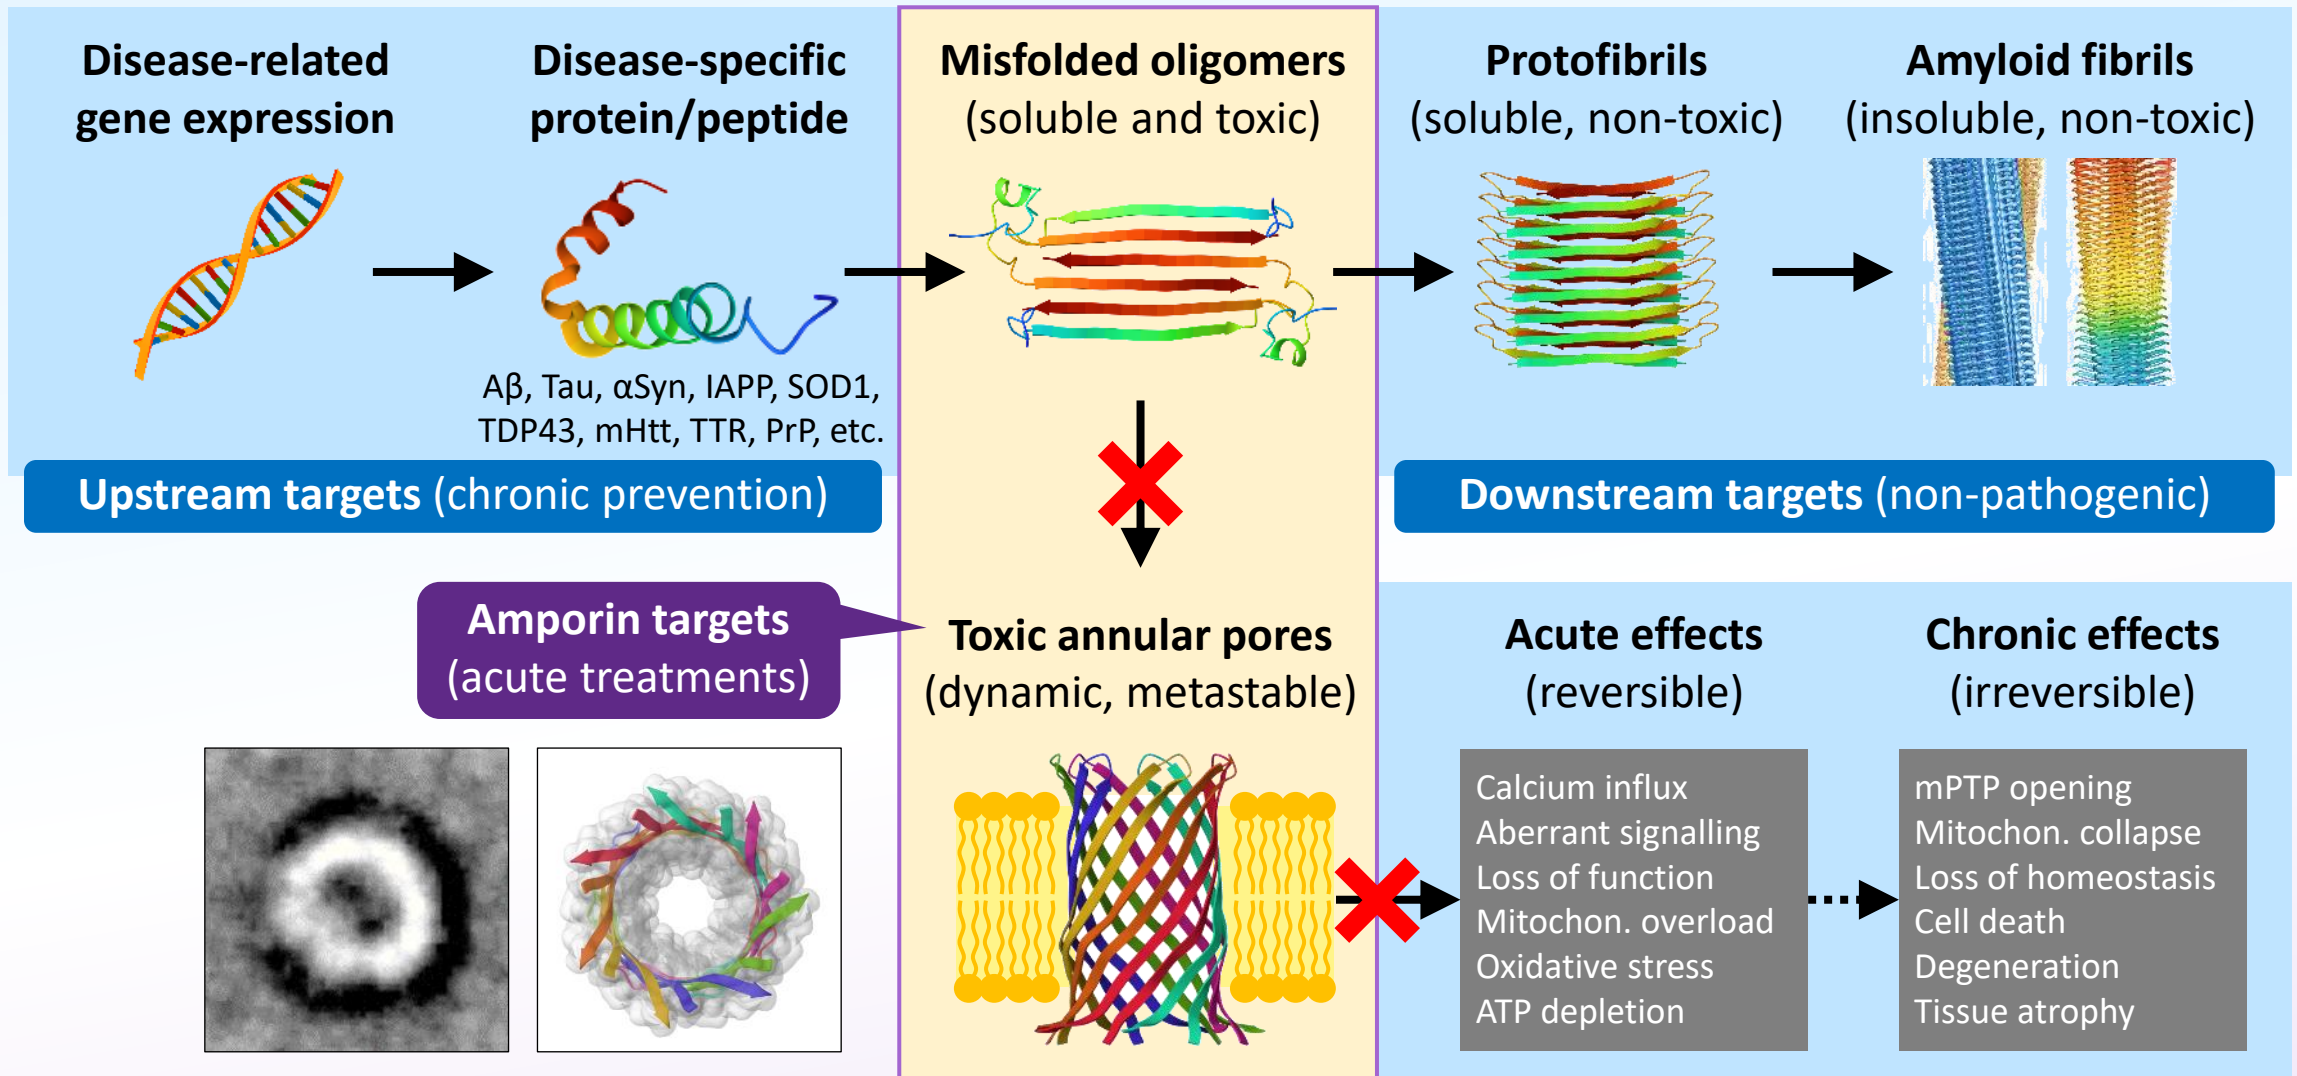 Disease-related
gene expression
Disease-specific
protein/peptide
Aβ, Tau, αSyn, IAPP, SOD1,
TDP43, mHtt, TTR, PrP, etc.
Upstream targets (chronic prevention)
Misfolded oligomers
(soluble and toxic)
Protofibrils
(soluble, non-toxic)
Amyloid fibrils
(insoluble, non-toxic)
Downstream targets (non-pathogenic)
Amporin targets
(acute treatments)
Toxic annular pores
(dynamic, metastable)
Acute effects
(reversible)
Calcium influx
Aberrant signalling
Loss of function
Mitochon. overload
Oxidative stress
ATP depletion
Chronic effects
(irreversible)
mPTP opening
Mitochon. collapse
Loss of homeostasis
Cell death
Degeneration
Tissue atrophy